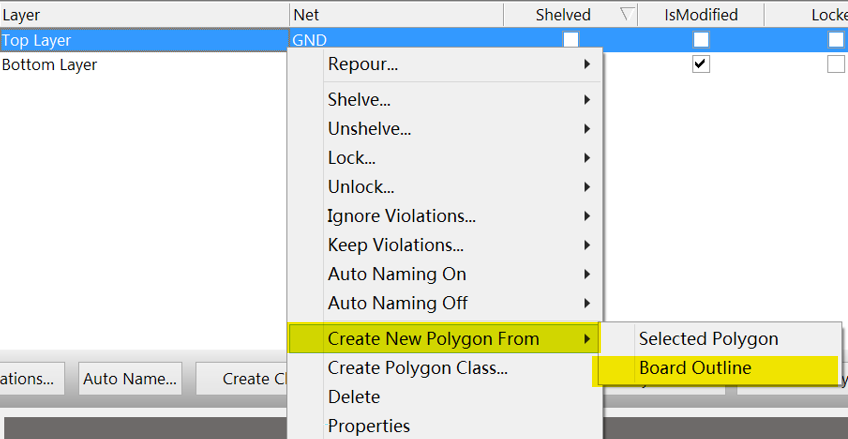 Layer Net Shelved IsModified Locke
Top Layer GND
Bottom Layer
Repour...
Shelve...
Unshelve...
Lock...
Unlock...
Ignore Violations...
Keep Violations...
Auto Naming On
Auto Naming Off
Create New Polygon From
Selected Polygon
Create Polygon Class...
Board Outline
ations... Auto Name... Create Cl
Delete
Properties